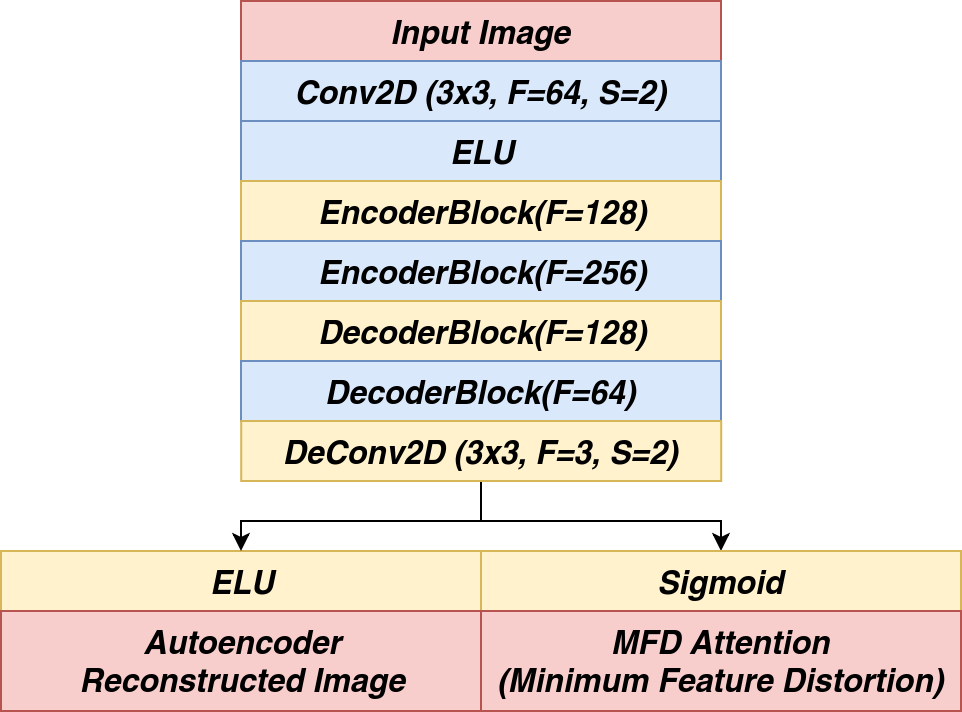 Input Image
Conv2D (3x3, F=64, S=2)
ELU
EncoderBlock(F=128)
EncoderBlock(F=256)
DecoderBlock(F=128)
DecoderBlock(F=64)
DeConv2D (3x3, F=3, S=2)
ELU
Sigmoid
Autoencoder
Reconstructed Image
MFD Attention
(Minimum Feature Distortion)